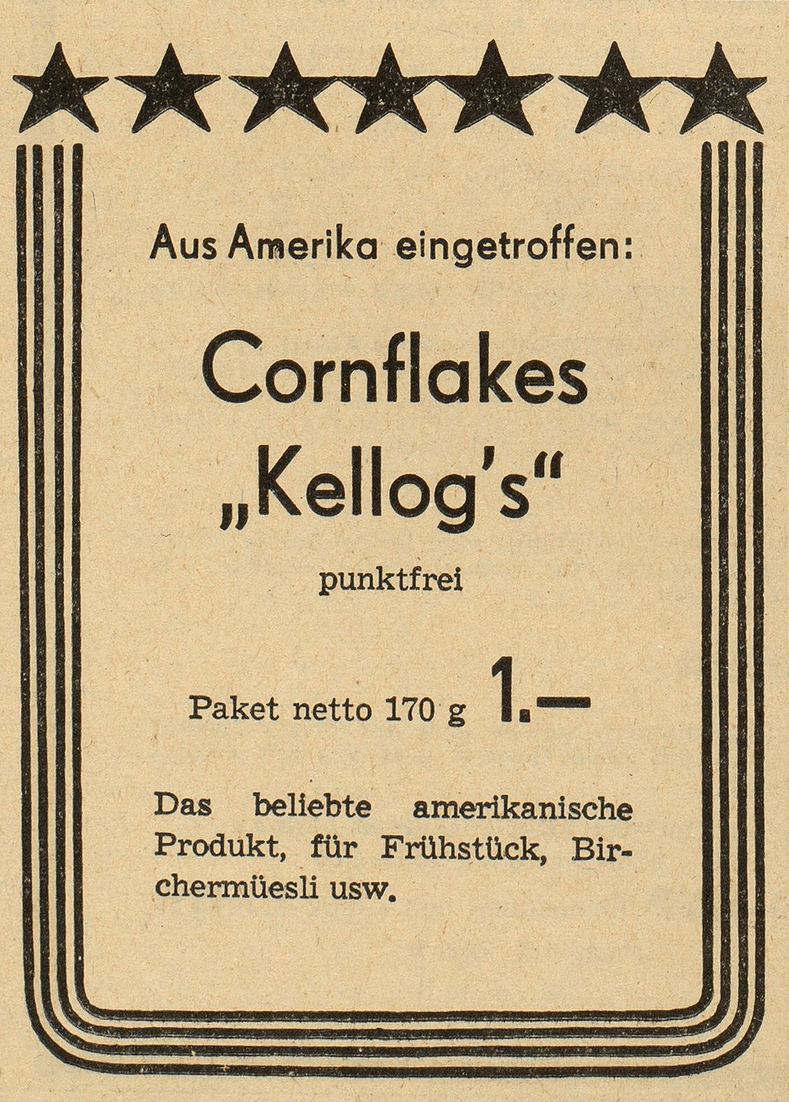 Aus Amerika eingetroffen:
Cornflakes
„Kellog's“
punktfrei
Paket netto 170 g 1.—
Das beliebte amerikanische
Produkt, für Frühstück, Bir-
chermüesli usw.